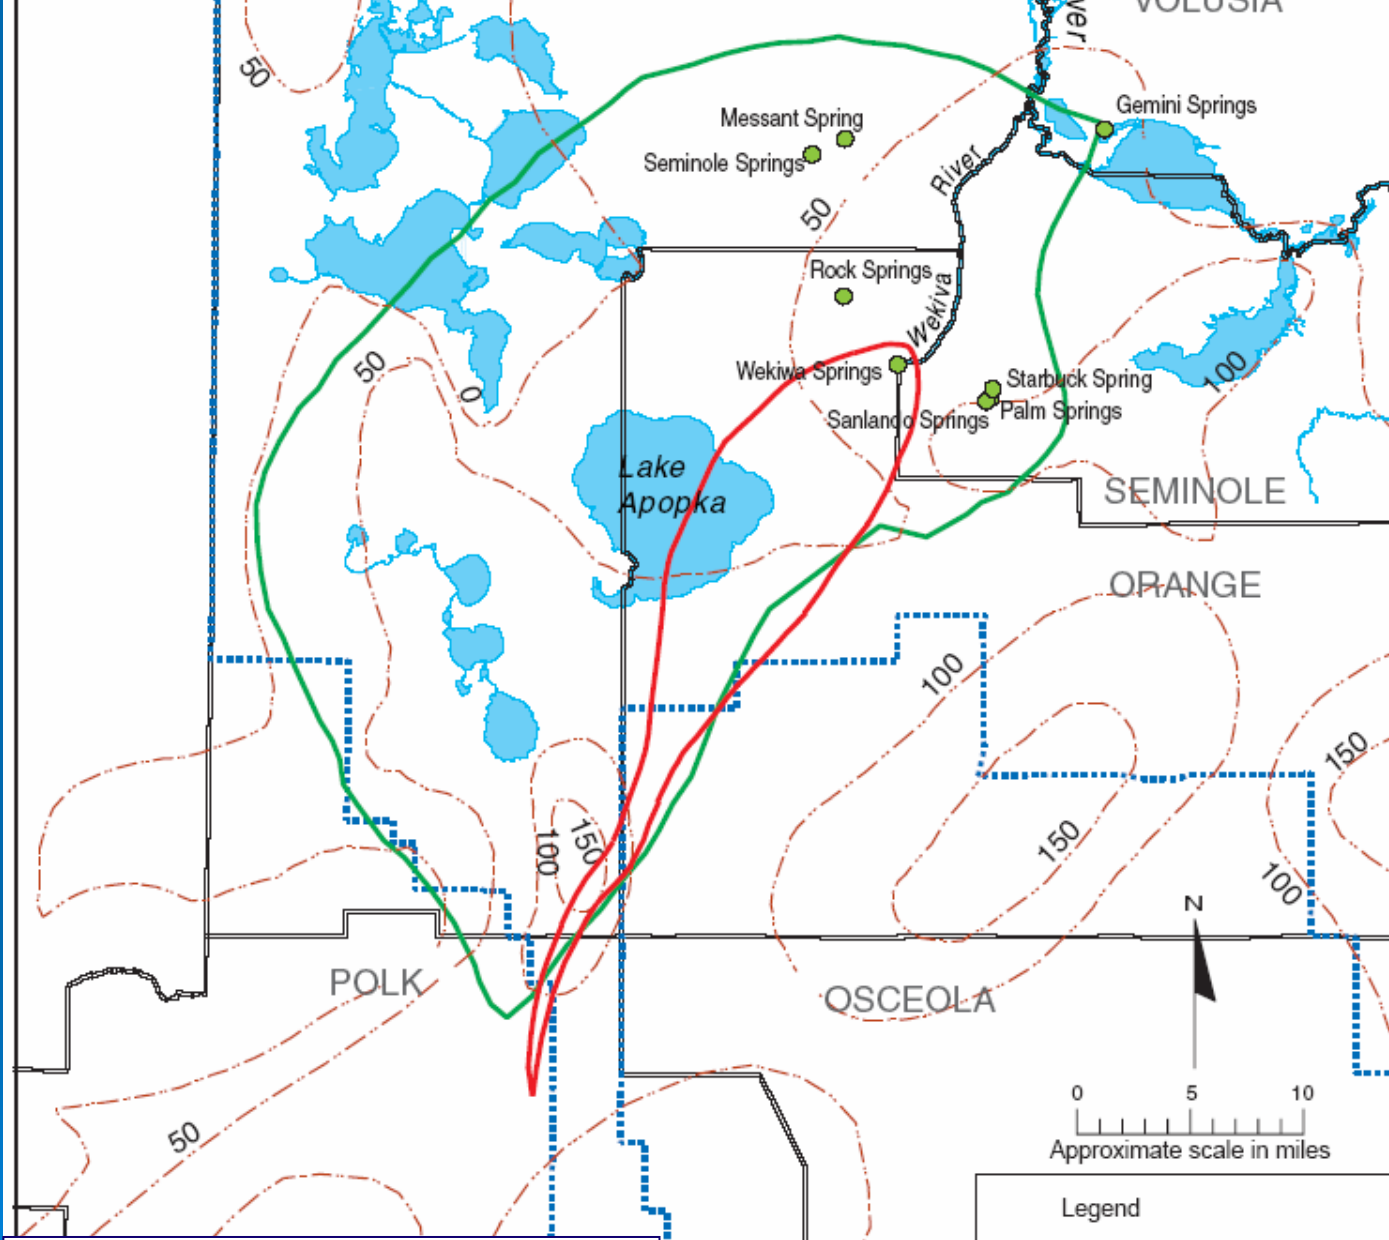 VOLUSIA
ver
50
Gemini Springs
Messant Spring
Seminole Springs
River
50
Rock Springs
Wekiva
50
0
Wekiwa Springs
Starbuck Spring
100
Palm Springs
Sanlando Springs
Lake
Apopka
SEMINOLE
ORANGE
100
150
150
100
150
100
N
POLK
OSCEOLA
0 5 10
Approximate scale in miles
50
Legend